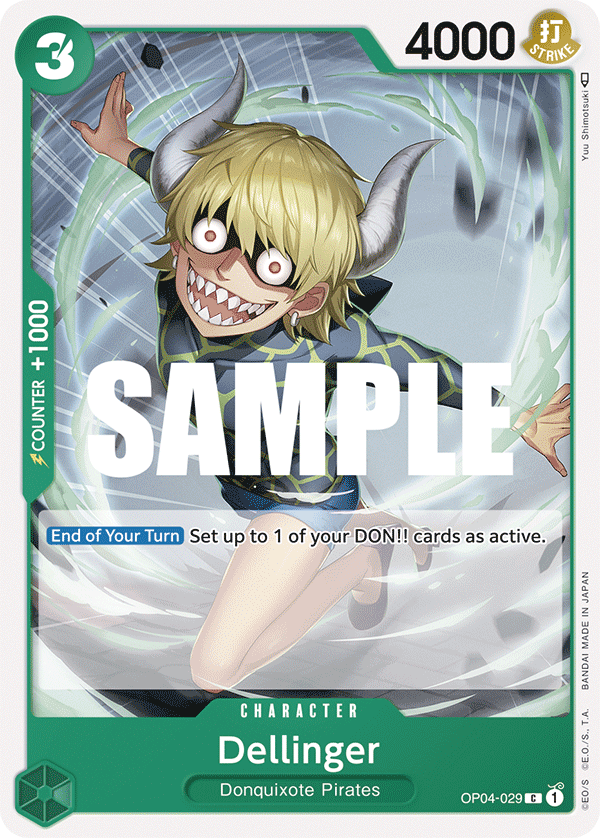 3
4000
打
STRIKE
Yuu Shimotsuki
COUNTER +1000
SAMPLE
End of Your Turn Set up to 1 of your DON!! cards as active.
CHARACTER
Dellinger
Donquixote Pirates
OP04-029 C 1
©EO/S ©E.O./S., T.A. BANDAI MADE IN JAPAN